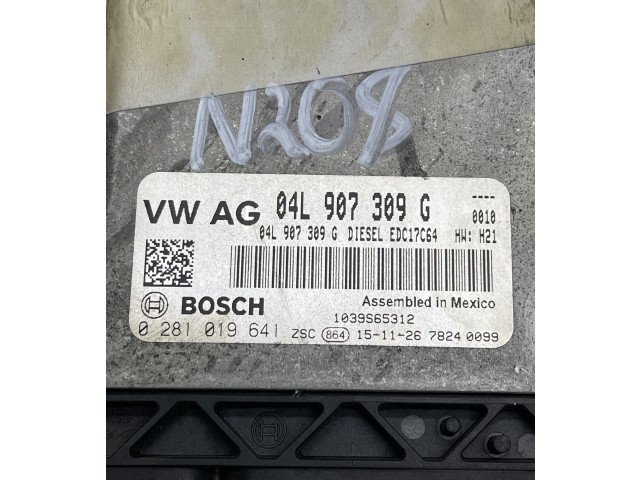 N208
VW AG 04L 907 309 G ----
04L 907 309 G DIESEL EDC17C64 0010
HW: H21
BOSCH Assembled in Mexico
1039S65312
0 281 019 641 ZSC 864 15-11-26 7824 0099